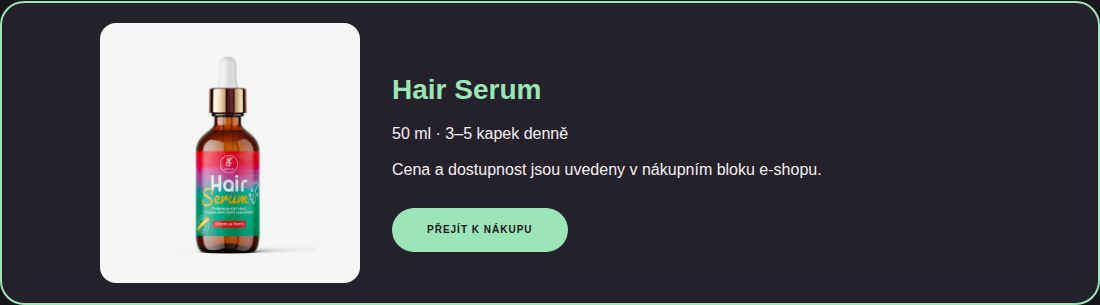 Hair Serum
50 ml · 3–5 kapek denně
Cena a dostupnost jsou uvedeny v nákupním bloku e-shopu.
PŘEJÍT K NÁKUPU
Hair
Serum